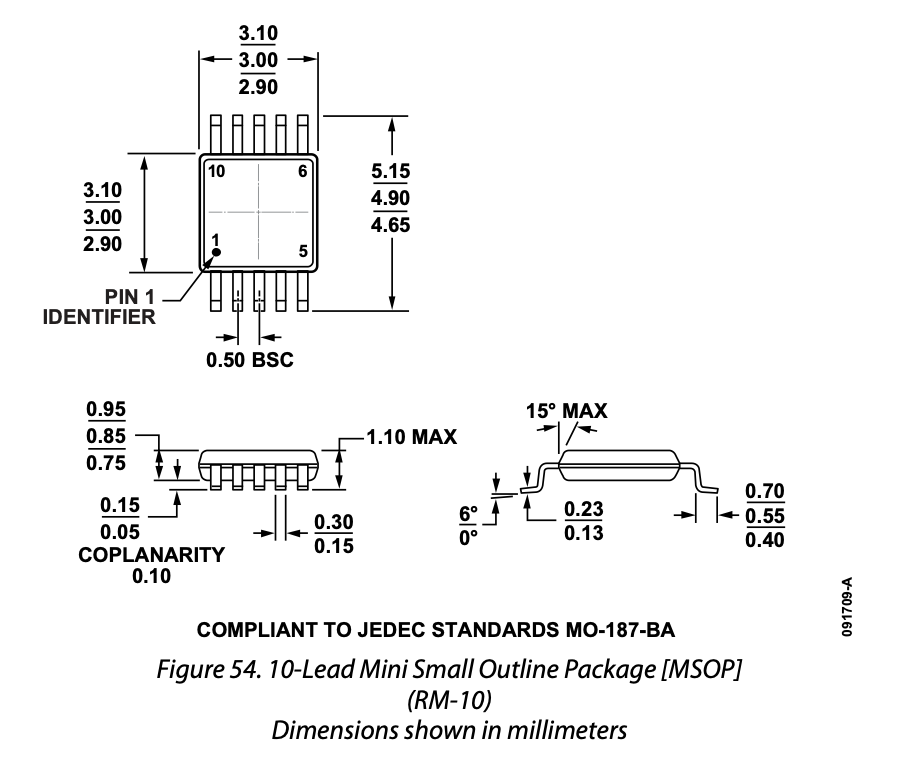 3.10
3.00
2.90
10
6
5.15
4.90
4.65
3.10
3.00
2.90
1
5
PIN 1
IDENTIFIER
0.50 BSC
0.95
0.85
0.75
1.10 MAX
15° MAX
0.15
0.05
COPLANARITY
0.10
0.30
0.15
6°
0°
0.23
0.13
0.70
0.55
0.40
091709-A
COMPLIANT TO JEDEC STANDARDS MO-187-BA
Figure 54. 10-Lead Mini Small Outline Package [MSOP]
(RM-10)
Dimensions shown in millimeters